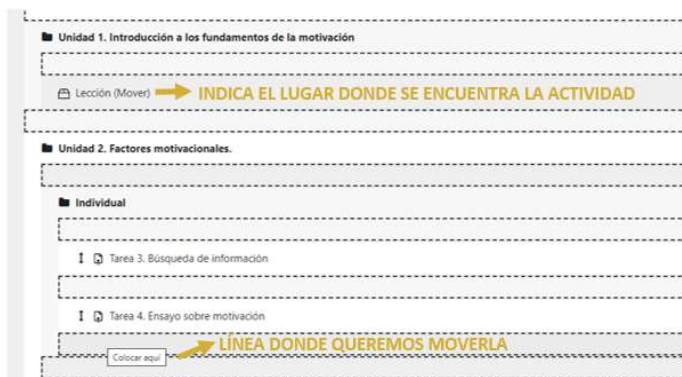 Unidad 1. Introducción a los fundamentos de la motivación
Lección (Mover) INDICA EL LUGAR DONDE SE ENCUENTRA LA ACTIVIDAD
Unidad 2. Factores motivacionales.
Individual
Tarea 3. Búsqueda de información
Tarea 4. Ensayo sobre motivación
LÍNEA DONDE QUEREMOS MOVERLA
Colocar aquí